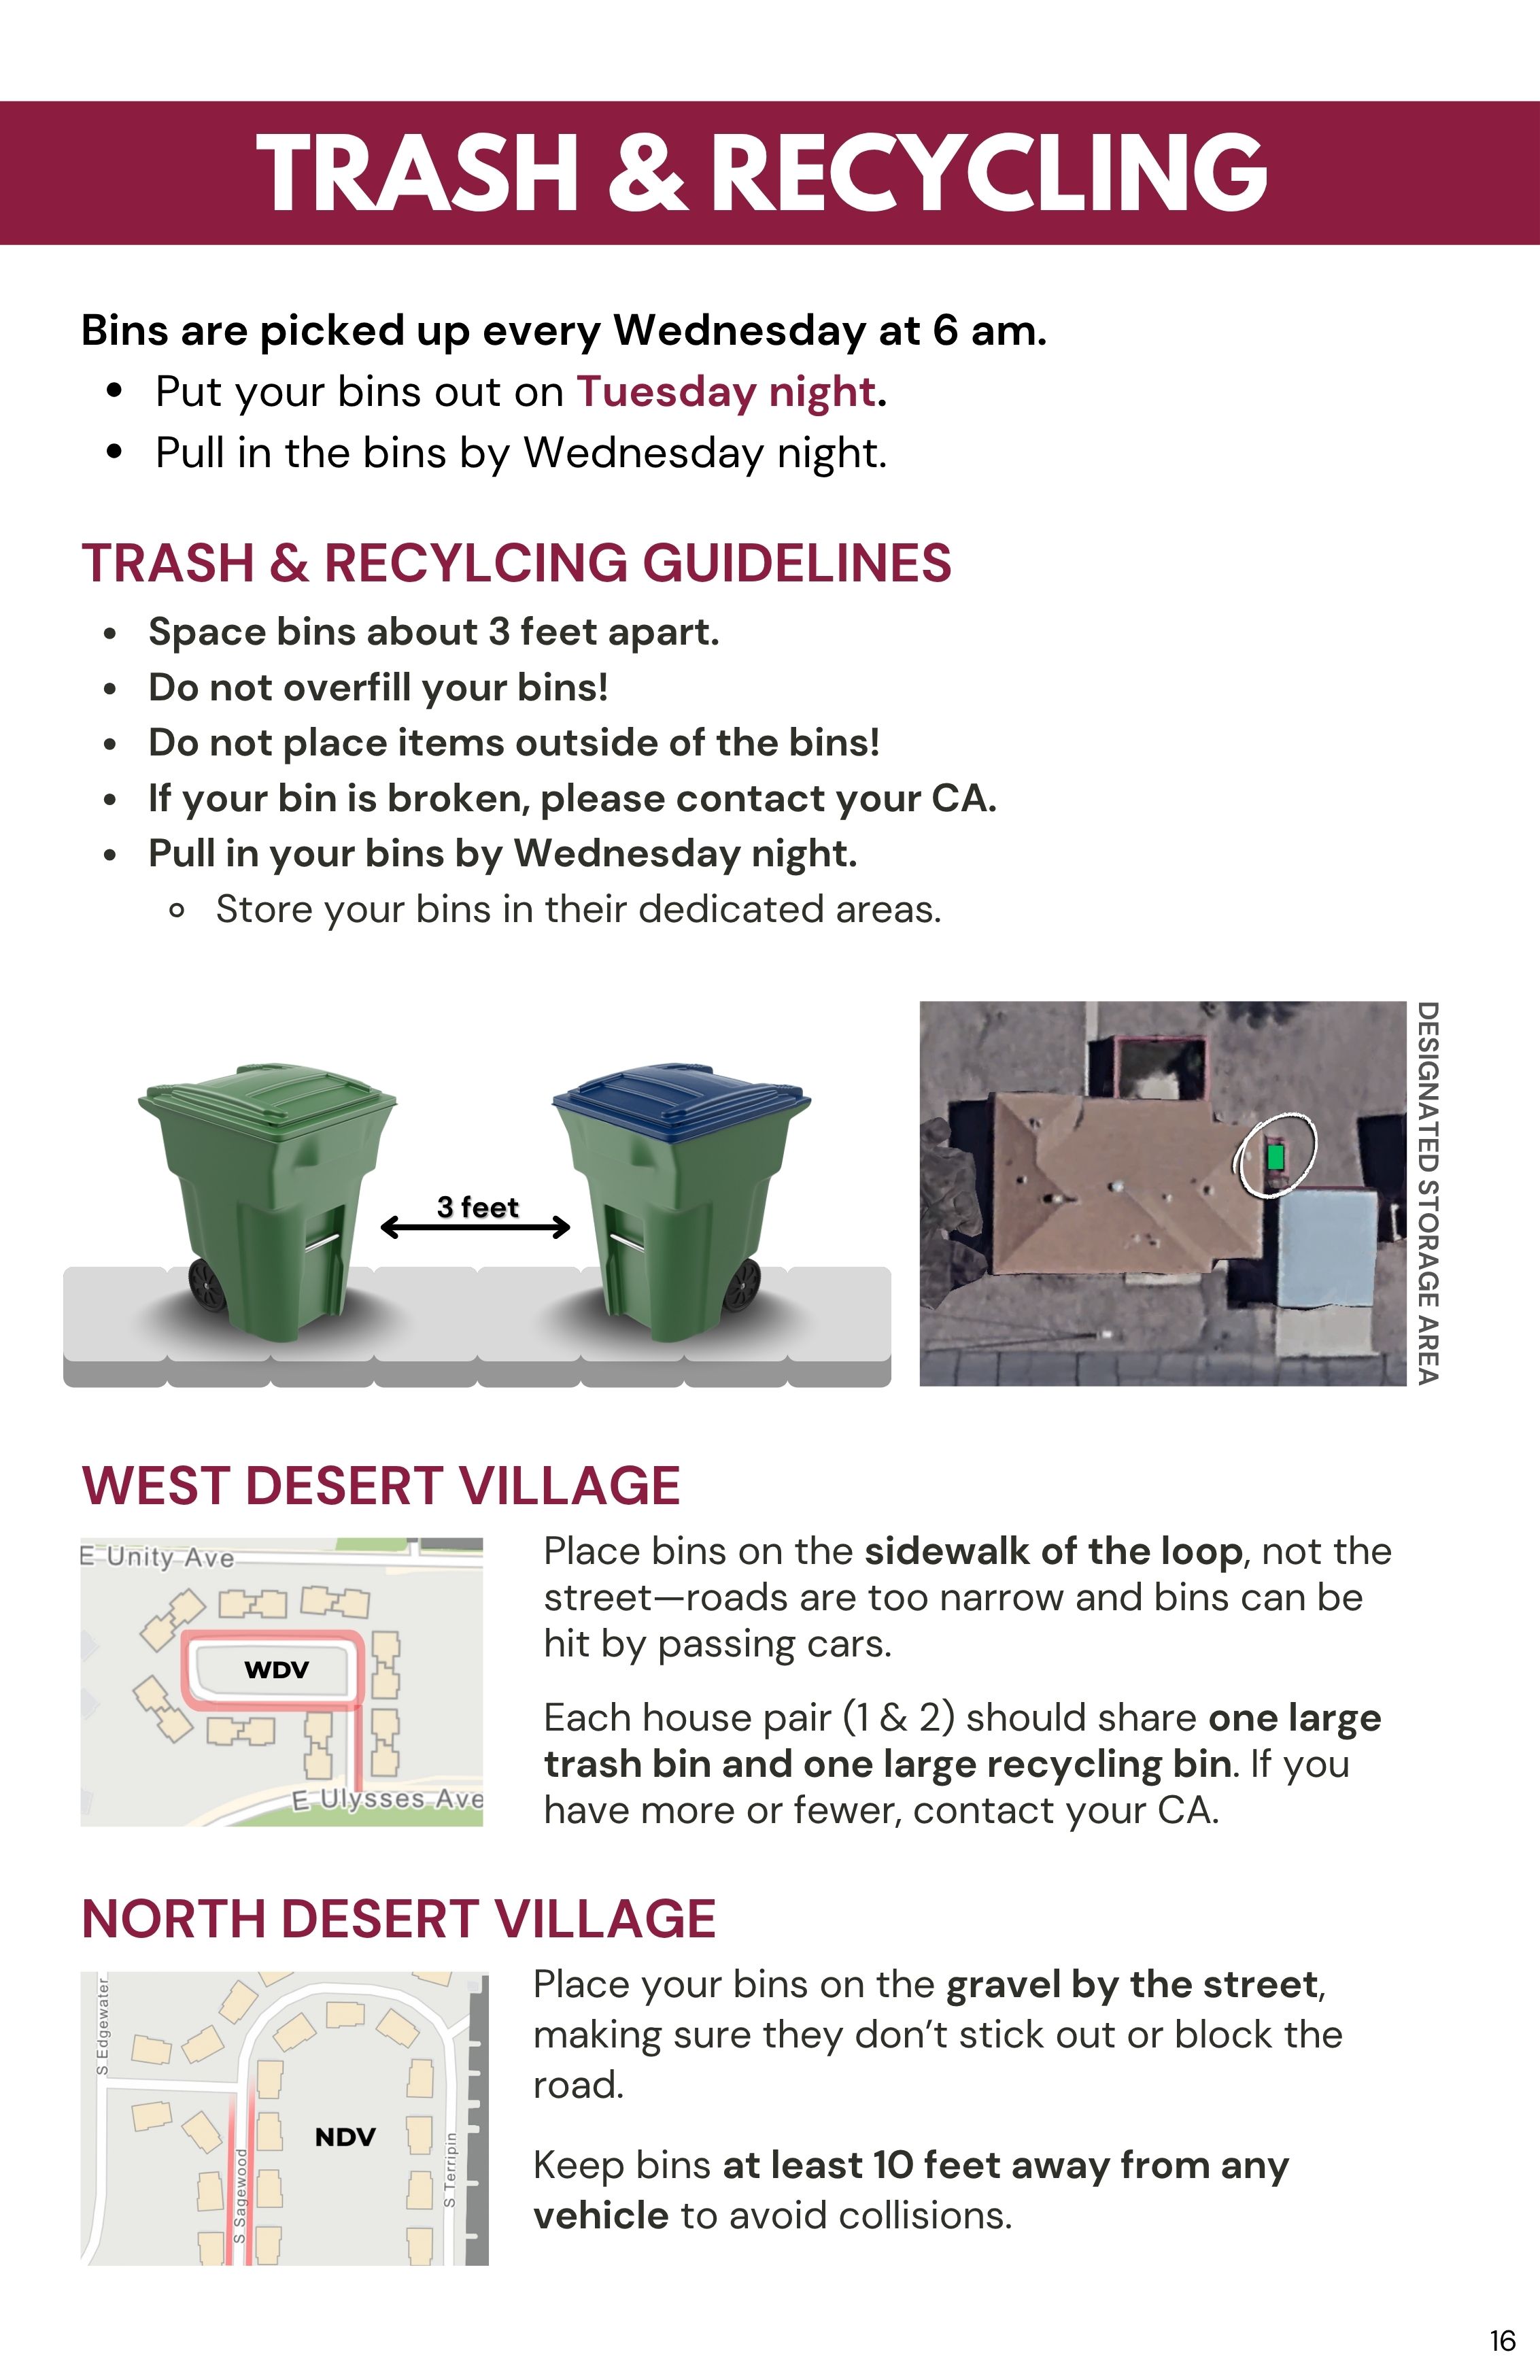 TRASH & RECYCLING
Bins are picked up every Wednesday at 6 am.
• Put your bins out on Tuesday night.
• Pull in the bins by Wednesday night.
TRASH & RECYLCING GUIDELINES
• Space bins about 3 feet apart.
• Do not overfill your bins!
• Do not place items outside of the bins!
• If your bin is broken, please contact your CA.
• Pull in your bins by Wednesday night.
◦ Store your bins in their dedicated areas.
3 feet
DESIGNATED STORAGE AREA
WEST DESERT VILLAGE
E Unity Ave
WDV
E Ulysses Ave
Place bins on the sidewalk of the loop, not the
street—roads are too narrow and bins can be
hit by passing cars.
Each house pair (1 & 2) should share one large
trash bin and one large recycling bin. If you
have more or fewer, contact your CA.
NORTH DESERT VILLAGE
S Edgewater
NDV
S Sagewood
S Terripin
Place your bins on the gravel by the street,
making sure they don’t stick out or block the
road.
Keep bins at least 10 feet away from any
vehicle to avoid collisions.
16